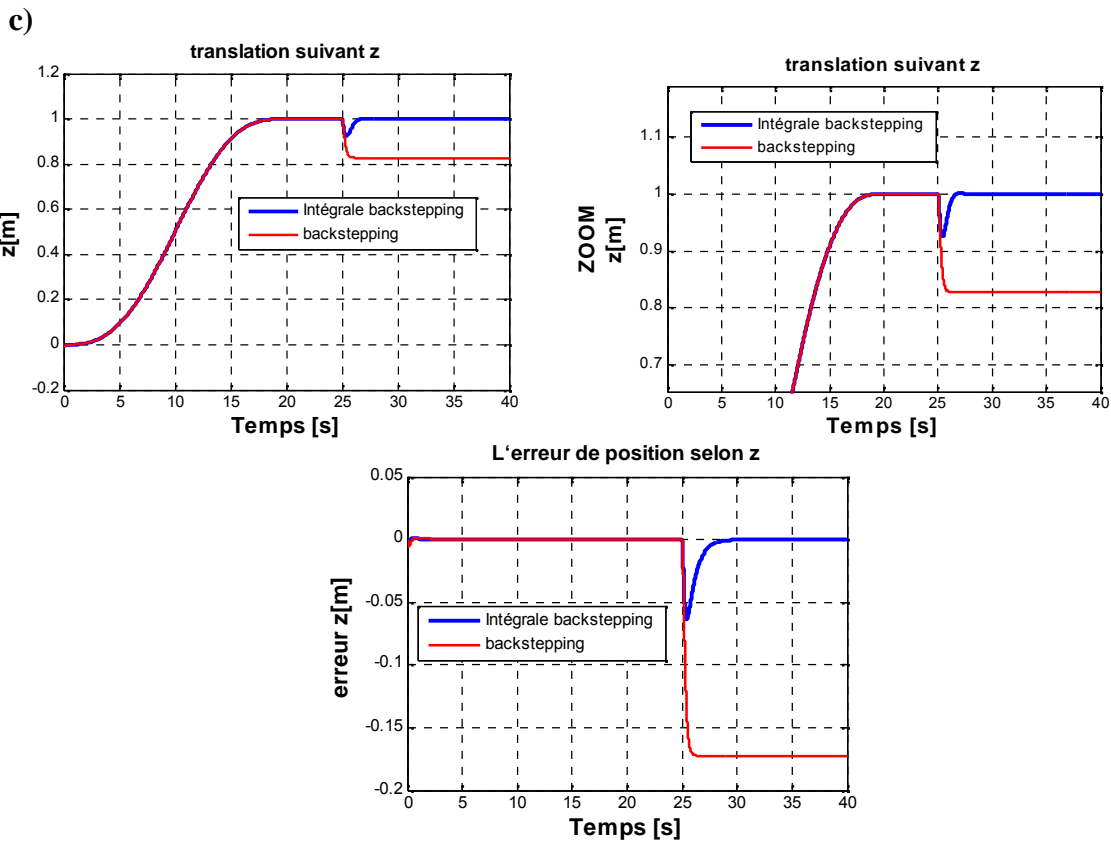 c)
translation suivant z
1.2
1
0.8
0.6
0.4
0.2
0
-0.2
z[m]
Intégrale backstepping
backstepping
0 5 10 15 20 25 30 35 40
Temps [s]
translation suivant z
1.1
1
0.9
0.8
0.7
ZOOM
z[m]
Intégrale backstepping
backstepping
0 5 10 15 20 25 30 35 40
Temps [s]
L‘erreur de position selon z
0.05
0
-0.05
-0.1
-0.15
-0.2
erreur z[m]
Intégrale backstepping
backstepping
0 5 10 15 20 25 30 35 40
Temps [s]